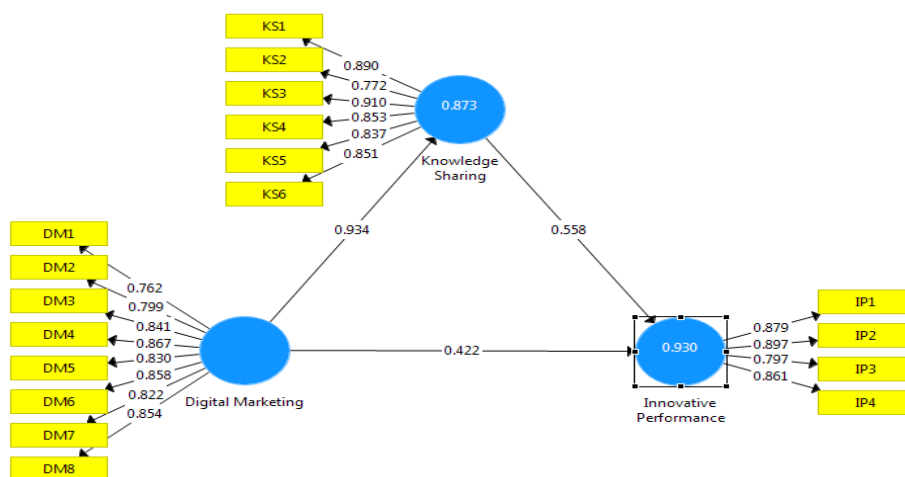 KS1
KS2
KS3
KS4
KS5
KS6
0.890
0.772
0.910
0.853
0.837
0.851
0.873
Knowledge
Sharing
0.934
0.558
DM1
DM2
DM3
DM4
DM5
DM6
DM7
DM8
0.762
0.799
0.841
0.867
0.830
0.858
0.822
0.854
Digital Marketing
0.422
0.930
Innovative
Performance
0.879
0.897
0.797
0.861
IP1
IP2
IP3
IP4